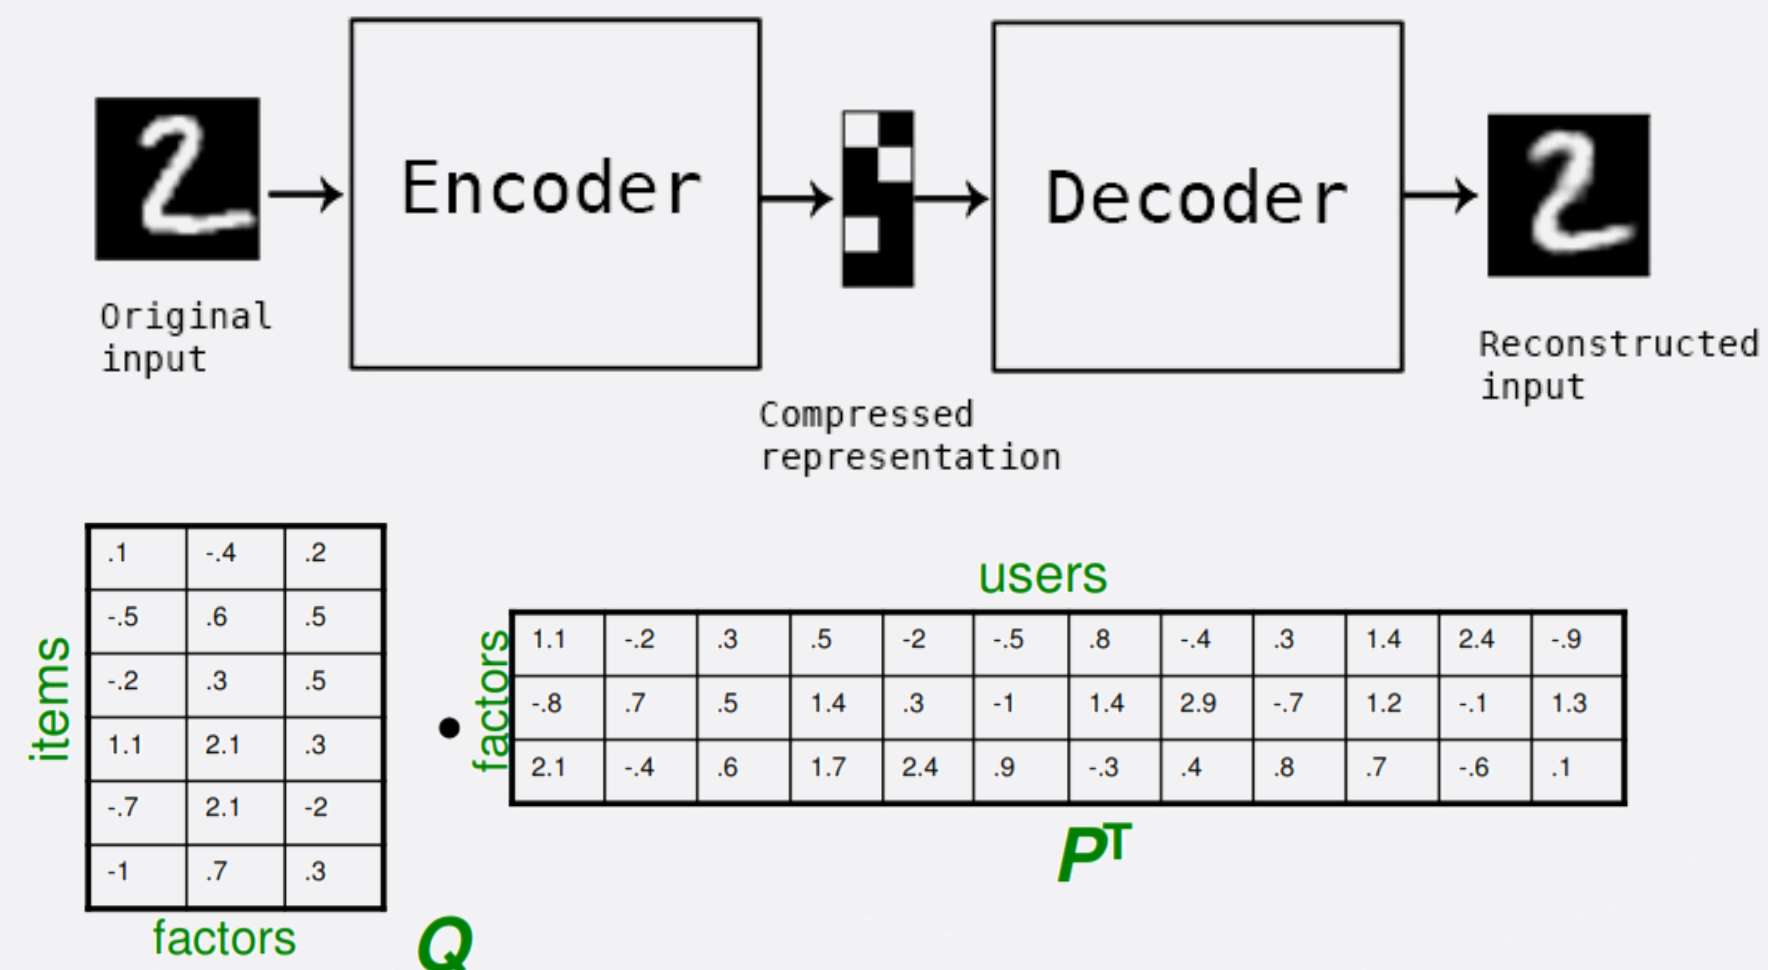 Encoder
Decoder
Original
input
Reconstructed
input
Compressed
representation
items
.1 -.4 .2
-.5 .6 .5
-.2 .3 .5
1.1 2.1 .3
-.7 2.1 -2
-1 .7 .3
factors
Q
•
users
factors
1.1 -.2 .3 .5 -2 -.5 .8 -.4 .3 1.4 2.4 -.9
-.8 .7 .5 1.4 .3 -1 1.4 2.9 -.7 1.2 -.1 1.3
2.1 -.4 .6 1.7 2.4 .9 -.3 .4 .8 .7 -.6 .1
PT